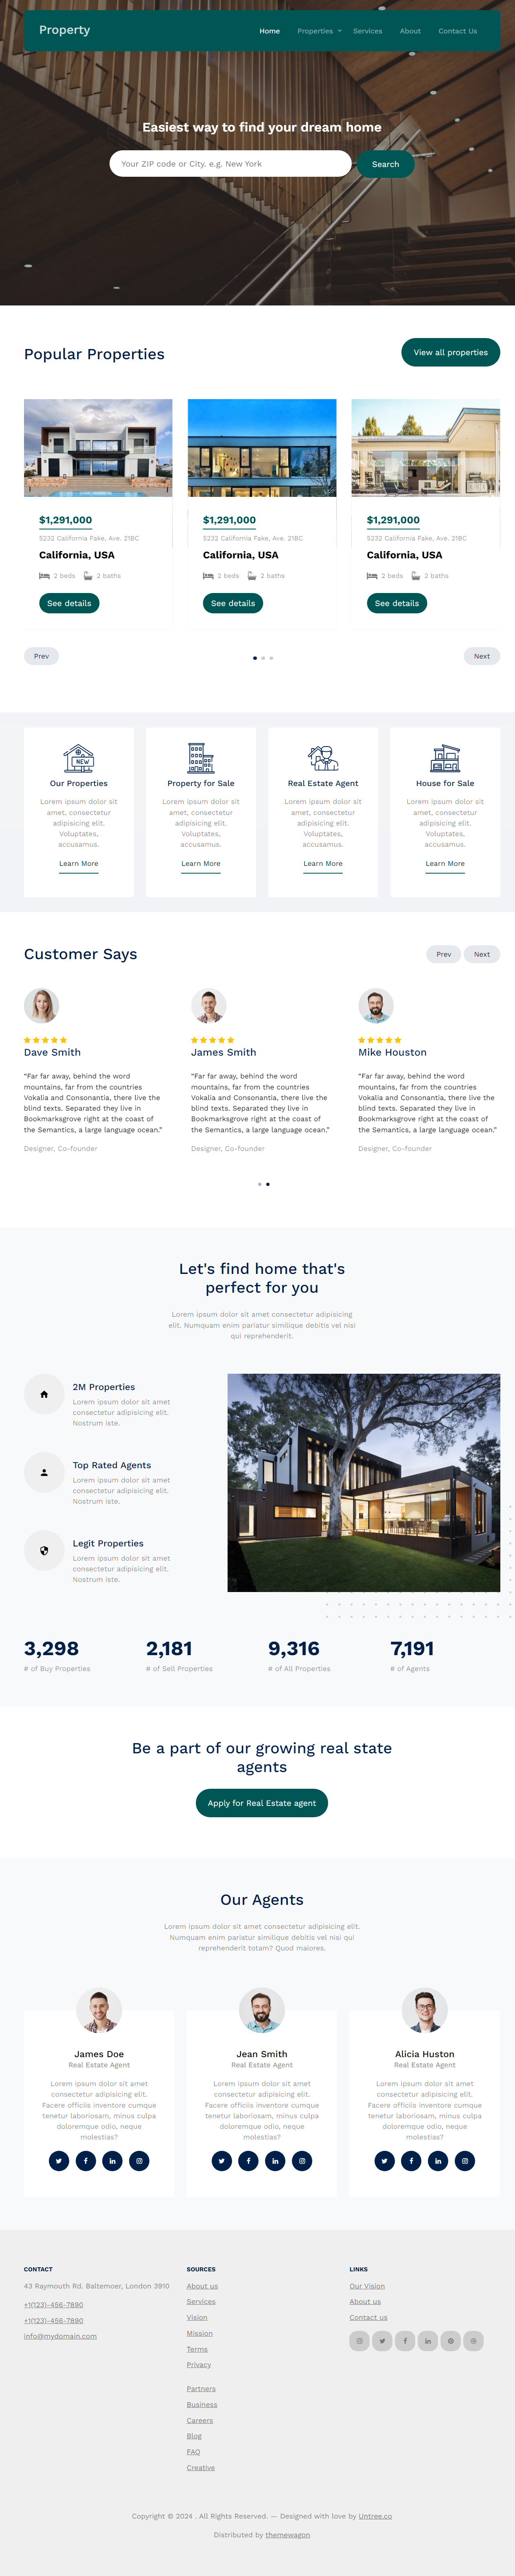 Property
Home Properties Services About Contact Us
Easiest way to find your dream home
Your ZIP code or City. e.g. New York
Search
Popular Properties
View all properties
$1,291,000
5232 California Fake, Ave. 21BC
California, USA
2 beds 2 baths
See details
$1,291,000
5232 California Fake, Ave. 21BC
California, USA
2 beds 2 baths
See details
$1,291,000
5232 California Fake, Ave. 21BC
California, USA
2 beds 2 baths
See details
Prev
Next
NEW
Our Properties
Lorem ipsum dolor sit
amet, consectetur
adipisicing elit.
Voluptates,
accusamus.
Learn More
Property for Sale
Lorem ipsum dolor sit
amet, consectetur
adipisicing elit.
Voluptates,
accusamus.
Learn More
Real Estate Agent
Lorem ipsum dolor sit
amet, consectetur
adipisicing elit.
Voluptates,
accusamus.
Learn More
House for Sale
Lorem ipsum dolor sit
amet, consectetur
adipisicing elit.
Voluptates,
accusamus.
Learn More
Customer Says
Prev
Next
Dave Smith
“Far far away, behind the word
mountains, far from the countries
Vokalia and Consonantia, there live the
blind texts. Separated they live in
Bookmarksgrove right at the coast of
the Semantics, a large language ocean.”
Designer, Co-founder
James Smith
“Far far away, behind the word
mountains, far from the countries
Vokalia and Consonantia, there live the
blind texts. Separated they live in
Bookmarksgrove right at the coast of
the Semantics, a large language ocean.”
Designer, Co-founder
Mike Houston
“Far far away, behind the word
mountains, far from the countries
Vokalia and Consonantia, there live the
blind texts. Separated they live in
Bookmarksgrove right at the coast of
the Semantics, a large language ocean.”
Designer, Co-founder
Let's find home that's
perfect for you
Lorem ipsum dolor sit amet consectetur adipisicing
elit. Numquam enim pariatur similique debitis vel nisi
qui reprehenderit.
2M Properties
Lorem ipsum dolor sit amet
consectetur adipisicing elit.
Nostrum iste.
Top Rated Agents
Lorem ipsum dolor sit amet
consectetur adipisicing elit.
Nostrum iste.
Legit Properties
Lorem ipsum dolor sit amet
consectetur adipisicing elit.
Nostrum iste.
3,298
# of Buy Properties
2,181
# of Sell Properties
9,316
# of All Properties
7,191
# of Agents
Be a part of our growing real state
agents
Apply for Real Estate agent
Our Agents
Lorem ipsum dolor sit amet consectetur adipisicing elit.
Numquam enim pariatur similique debitis vel nisi qui
reprehenderit totam? Quod maiores.
James Doe
Real Estate Agent
Lorem ipsum dolor sit amet
consectetur adipisicing elit.
Facere officiis inventore cumque
tenetur laboriosam, minus culpa
doloremque odio, neque
molestias?
Jean Smith
Real Estate Agent
Lorem ipsum dolor sit amet
consectetur adipisicing elit.
Facere officiis inventore cumque
tenetur laboriosam, minus culpa
doloremque odio, neque
molestias?
Alicia Huston
Real Estate Agent
Lorem ipsum dolor sit amet
consectetur adipisicing elit.
Facere officiis inventore cumque
tenetur laboriosam, minus culpa
doloremque odio, neque
molestias?
CONTACT
43 Raymouth Rd. Baltemoer, London 3910
+1(123)-456-7890
+1(123)-456-7890
info@mydomain.com
SOURCES
About us
Services
Vision
Mission
Terms
Privacy
Partners
Business
Careers
Blog
FAQ
Creative
LINKS
Our Vision
About us
Contact us
Copyright © 2024 . All Rights Reserved. — Designed with love by Untree.co
Distributed by themewagon